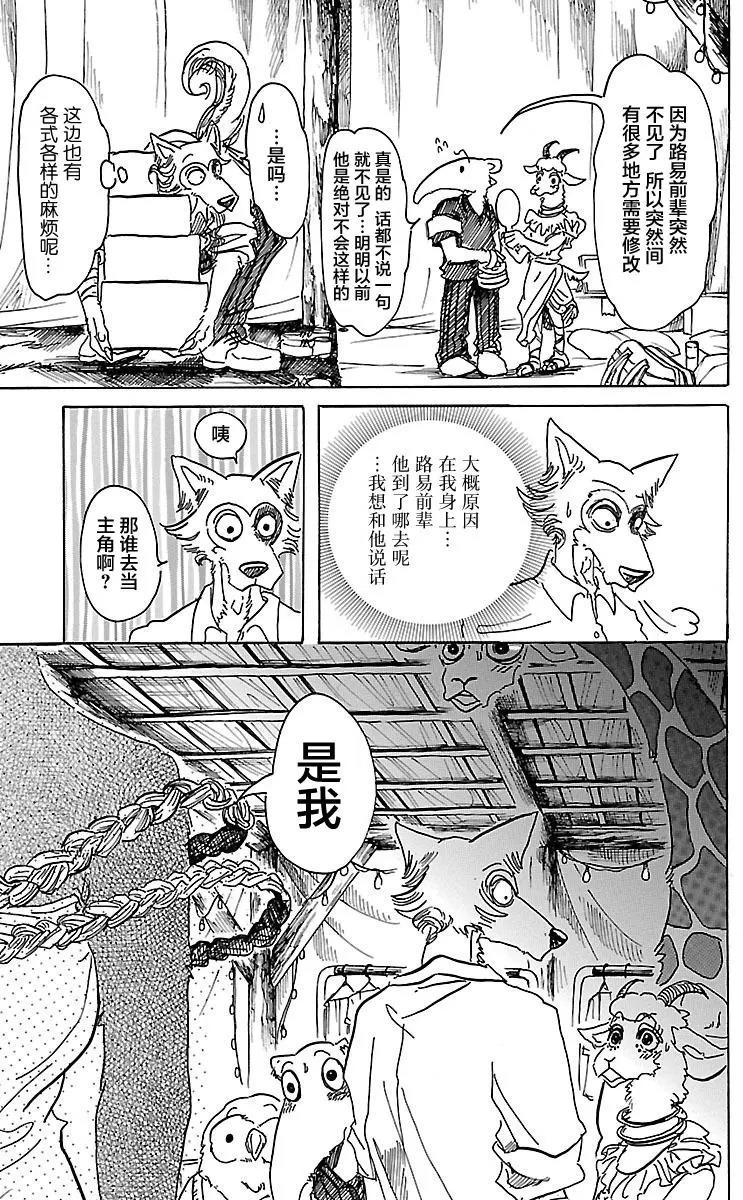 因为路易前辈突然
不见了 所以突然间
有很多地方需要修改
真是的 话都不说一句
就不见了…明明以前
他是绝对不会这样的
…是吗
这边也有
各式各样的麻烦呢…
大概原因
在我身上…
路易前辈
他到了哪去呢
…我想和他说话
咦
那谁去当
主角啊?
是我